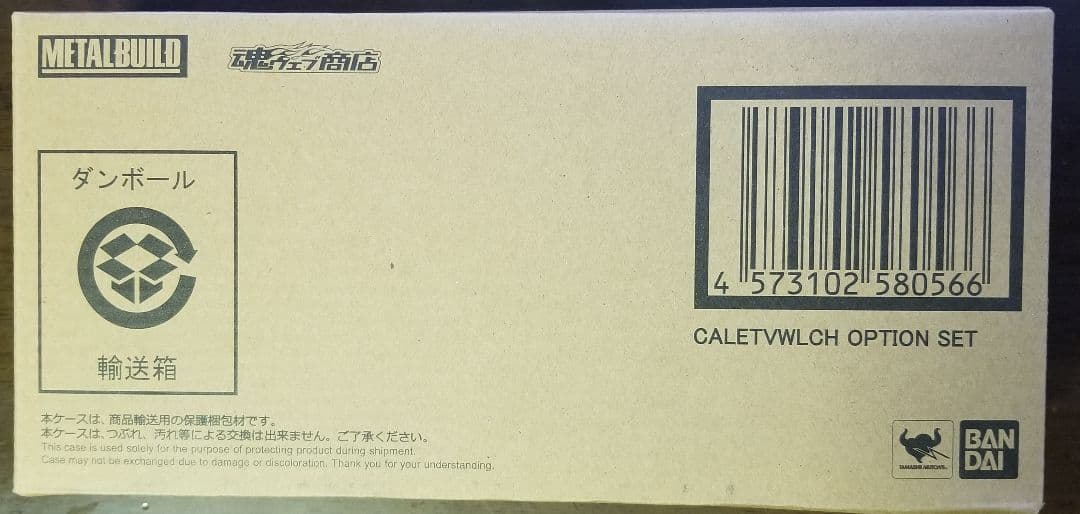 METAL BUILD
魂ウェブ商店
ダンボール
輸送箱
4 573102 580566
CALETVWLCH OPTION SET
本ケースは、商品輸送用の保護梱包材です。
本ケースは、つぶれ、汚れ等による交換は出来ません。ご了承ください。
This case is used solely for the purpose of protecting product during shipment.
Case may not be exchanged due to damage or discoloration. Thank you for your understanding.
TAMASHII NATIONS
BAN
DAI